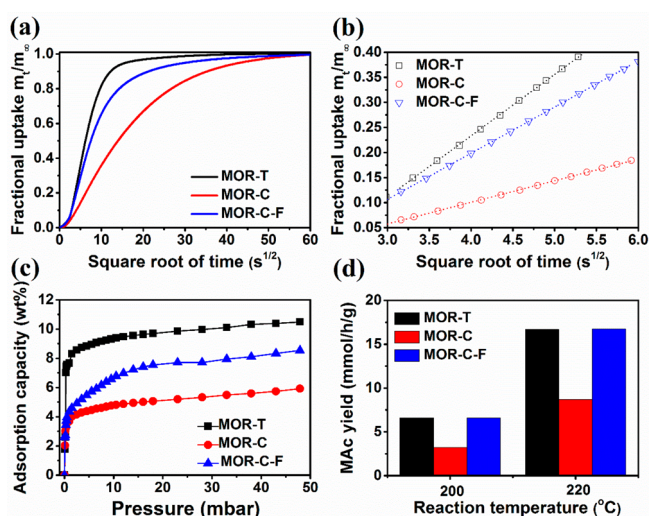 (a)
Fractional uptake mt/m∞
1.0
0.8
0.6
0.4
0.2
0.0
MOR-T
MOR-C
MOR-C-F
0 10 20 30 40 50 60
Square root of time (s1/2)
(b)
Fractional uptake mt/m∞
0.40
0.35
0.30
0.25
0.20
0.15
0.10
0.05
MOR-T
MOR-C
MOR-C-F
3.0 3.5 4.0 4.5 5.0 5.5 6.0
Square root of time (s1/2)
(c)
Adsorption capacity (wt%)
12
10
8
6
4
2
0
MOR-T
MOR-C
MOR-C-F
0 10 20 30 40 50
Pressure (mbar)
(d)
MAc yield (mmol/h/g)
20
15
10
5
0
MOR-T
MOR-C
MOR-C-F
200 220
Reaction temperature (oC)